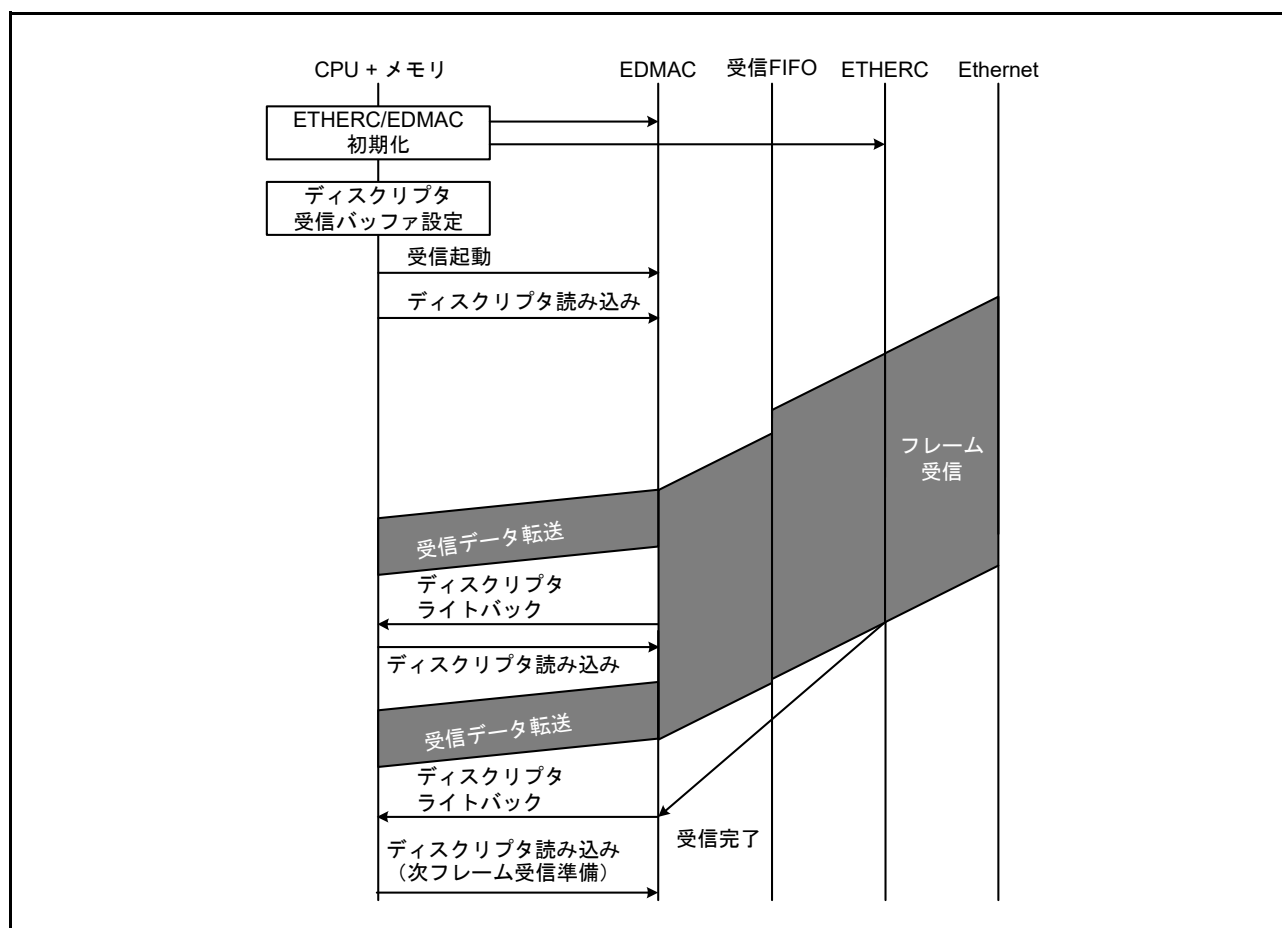 CPU + メモリ
EDMAC
受信FIFO
ETHERC
Ethernet
ETHERC/EDMAC
初期化
ディスクリプタ
受信バッファ設定
受信起動
ディスクリプタ読み込み
フレーム
受信
受信データ転送
ディスクリプタ
ライトバック
ディスクリプタ読み込み
受信データ転送
ディスクリプタ
ライトバック
受信完了
ディスクリプタ読み込み
（次フレーム受信準備）